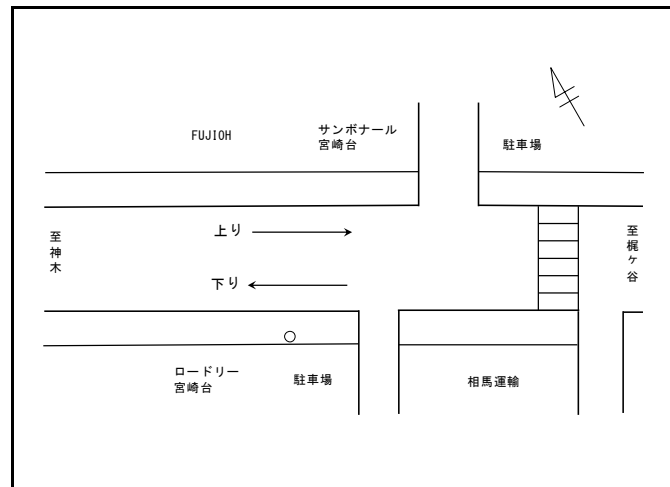 FUJIOH
サンボナール
宮崎台
駐車場
至神木
上り
下り
至梶ヶ谷
ロードリー
宮崎台
駐車場
相馬運輸